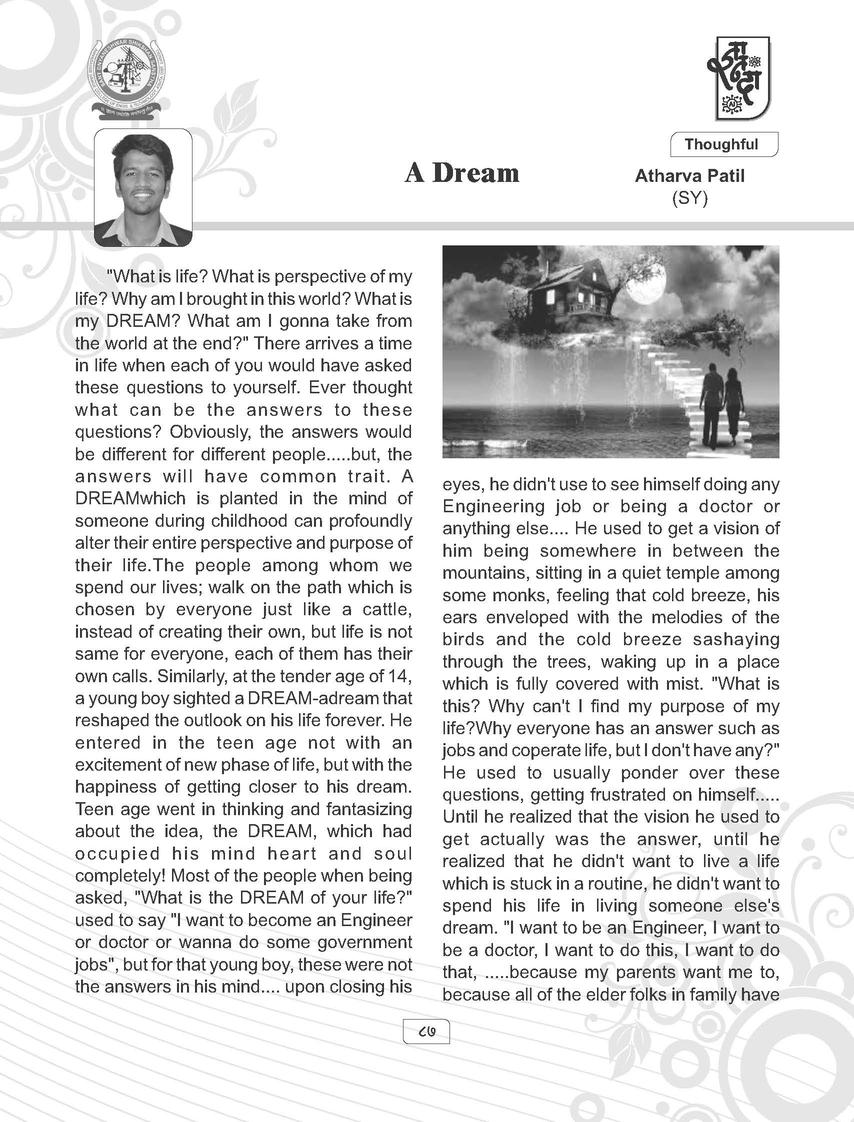 Thoughful
A Dream
Atharva Patil
(SY)
"What is life? What is perspective of my
life? Why am I brought in this world? What is
my DREAM? What am I gonna take from
the world at the end?" There arrives a time
in life when each of you would have asked
these questions to yourself. Ever thought
what can be the answers to these
questions? Obviously, the answers would
be different for different people.....but, the
answers will have common trait. A
DREAMwhich is planted in the mind of
someone during childhood can profoundly
alter their entire perspective and purpose of
their life.The people among whom we
spend our lives; walk on the path which is
chosen by everyone just like a cattle,
instead of creating their own, but life is not
same for everyone, each of them has their
own calls. Similarly, at the tender age of 14,
a young boy sighted a DREAM-adream that
reshaped the outlook on his life forever. He
entered in the teen age not with an
excitement of new phase of life, but with the
happiness of getting closer to his dream.
Teen age went in thinking and fantasizing
about the idea, the DREAM, which had
occupied his mind heart and soul
completely! Most of the people when being
asked, "What is the DREAM of your life?"
used to say "I want to become an Engineer
or doctor or wanna do some government
jobs", but for that young boy, these were not
the answers in his mind.... upon closing his
eyes, he didn't use to see himself doing any
Engineering job or being a doctor or
anything else.... He used to get a vision of
him being somewhere in between the
mountains, sitting in a quiet temple among
some monks, feeling that cold breeze, his
ears enveloped with the melodies of the
birds and the cold breeze sashaying
through the trees, waking up in a place
which is fully covered with mist. "What is
this? Why can't I find my purpose of my
life?Why everyone has an answer such as
jobs and coperate life, but I don't have any?"
He used to usually ponder over these
questions, getting frustrated on himself.....
Until he realized that the vision he used to
get actually was the answer, until he
realized that he didn't want to live a life
which is stuck in a routine, he didn't want to
spend his life in living someone else's
dream. "I want to be an Engineer, I want to
be a doctor, I want to do this, I want to do
that, .....because my parents want me to,
because all of the elder folks in family have
८७